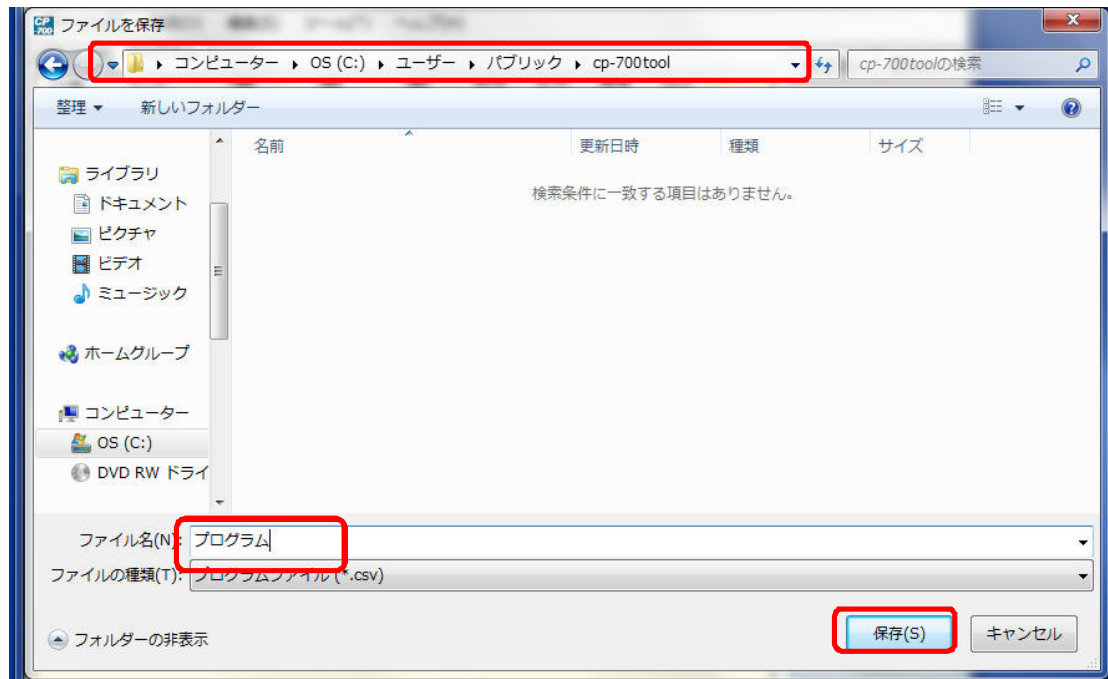 CP 700 ファイルを保存
コンピューター ▸ OS (C:) ▸ ユーザー ▸ パブリック ▸ cp-700tool
cp-700toolの検索
整理 新しいフォルダー
名前 更新日時 種類 サイズ
検索条件に一致する項目はありません。
ライブラリ
ドキュメント
ピクチャ
ビデオ
ミュージック
ホームグループ
コンピューター
OS (C:)
DVD RW ドライ
ファイル名(N): プログラム
ファイルの種類(T): プログラムファイル (*.csv)
フォルダーの非表示
保存(S) キャンセル